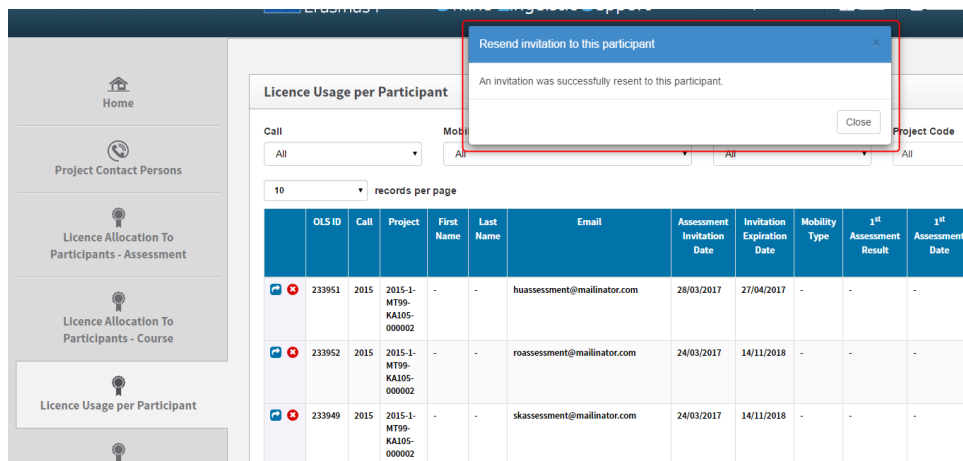 Resend invitation to this participant
×
An invitation was successfully resent to this participant.
Close
Home
Project Contact Persons
Licence Allocation To
Participants - Assessment
Licence Allocation To
Participants - Course
Licence Usage per Participant
Licence Usage per Participant
Call
Project Code
All
All
All
All
10
records per page
OLS ID
Call
Project
First
Name
Last
Name
Email
Assessment
Invitation
Date
Invitation
Expiration
Date
Mobility
Type
1st
Assessment
Result
1st
Assessment
Date
233951 2015 2015-1- - - huassessment@mailinator.com 28/03/2017 27/04/2017 - - -
MT99-
KA105-
000002
233952 2015 2015-1- - - roassessment@mailinator.com 24/03/2017 14/11/2018 - - -
MT99-
KA105-
000002
233949 2015 2015-1- - - skassessment@mailinator.com 24/03/2017 14/11/2018 - - -
MT99-
KA105-
000002